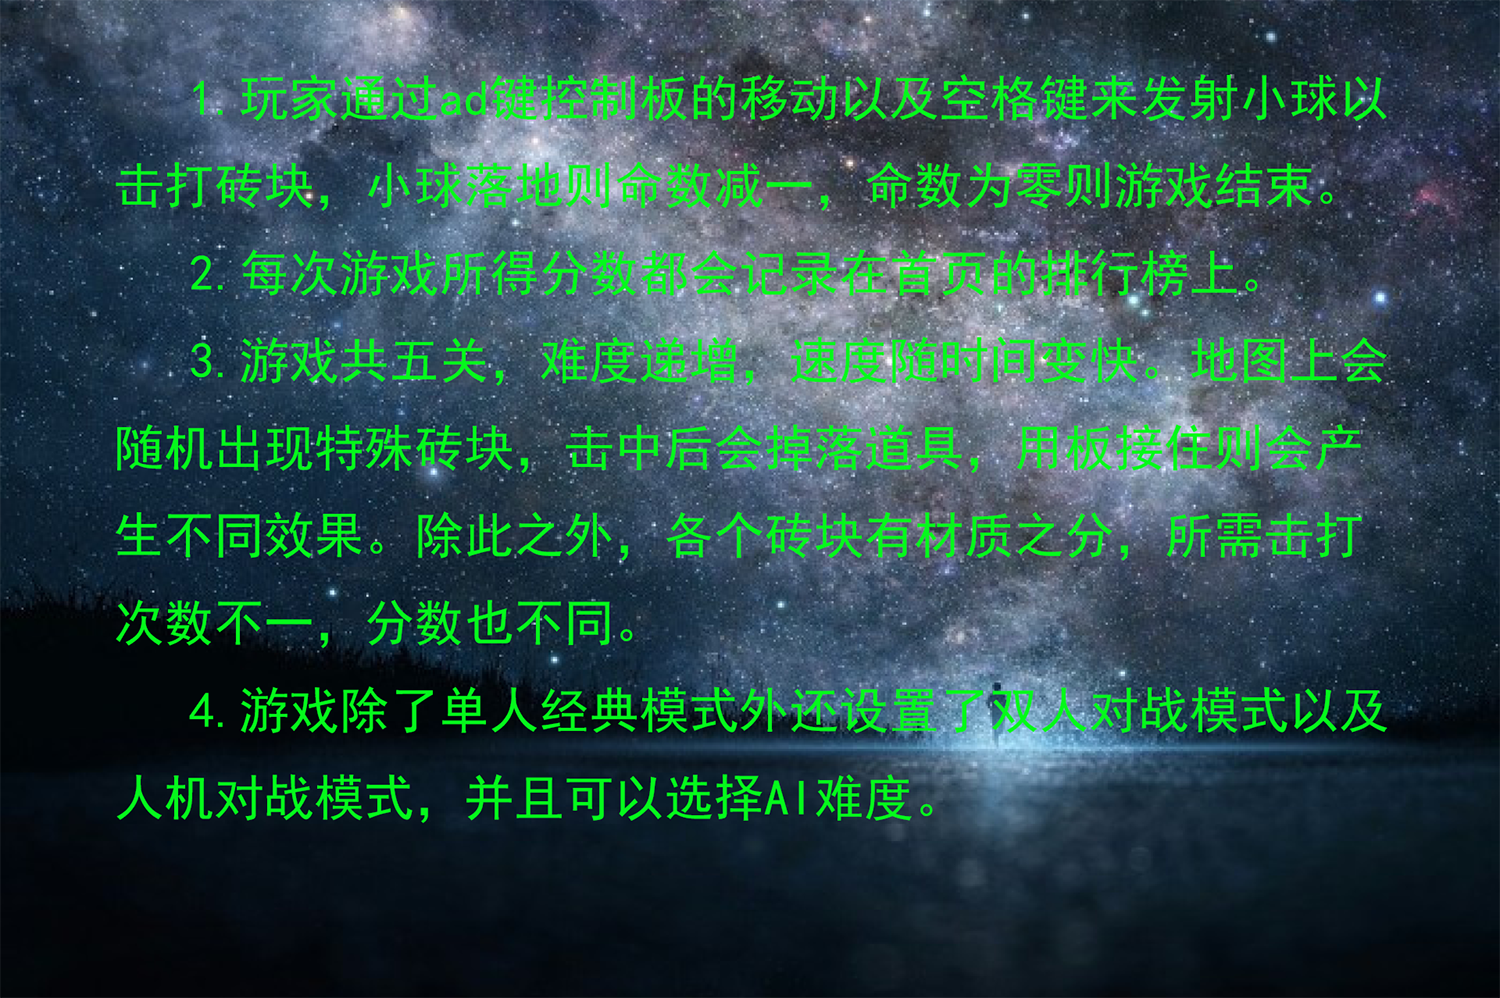 1.玩家通过ad键控制板的移动以及空格键来发射小球以
击打砖块，小球落地则命数减一，命数为零则游戏结束。
2.每次游戏所得分数都会记录在首页的排行榜上。
3.游戏共五关，难度递增，速度随时间变快。地图上会
随机出现特殊砖块，击中后会掉落道具，用板接住则会产
生不同效果。除此之外，各个砖块有材质之分，所需击打
次数不一，分数也不同。
4.游戏除了单人经典模式外还设置了双人对战模式以及
人机对战模式，并且可以选择AI难度。